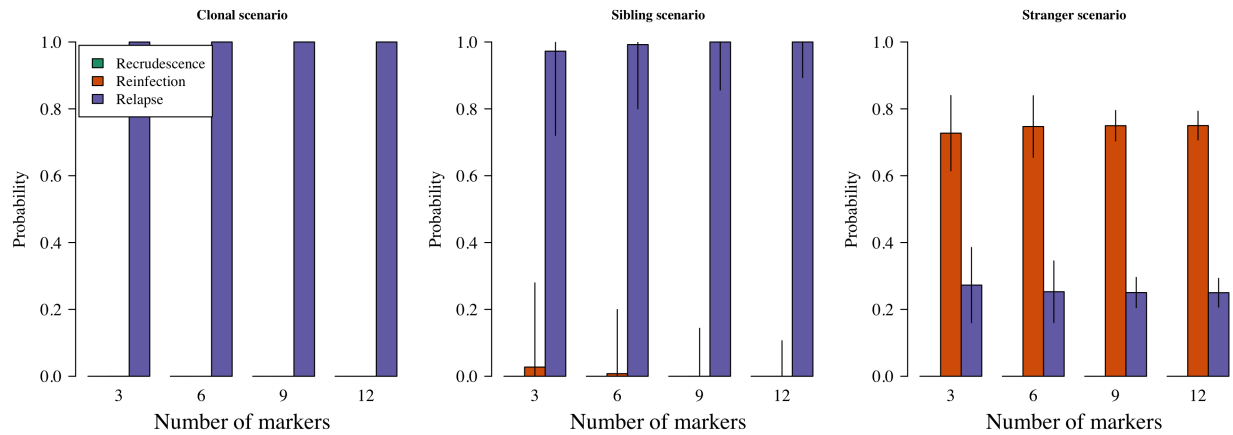 Clonal scenario
Probability
1.0
0.8
0.6
0.4
0.2
0.0
Recrudescence
Reinfection
Relapse
3 6 9 12
Number of markers
Sibling scenario
Probability
1.0
0.8
0.6
0.4
0.2
0.0
3 6 9 12
Number of markers
Stranger scenario
Probability
1.0
0.8
0.6
0.4
0.2
0.0
3 6 9 12
Number of markers